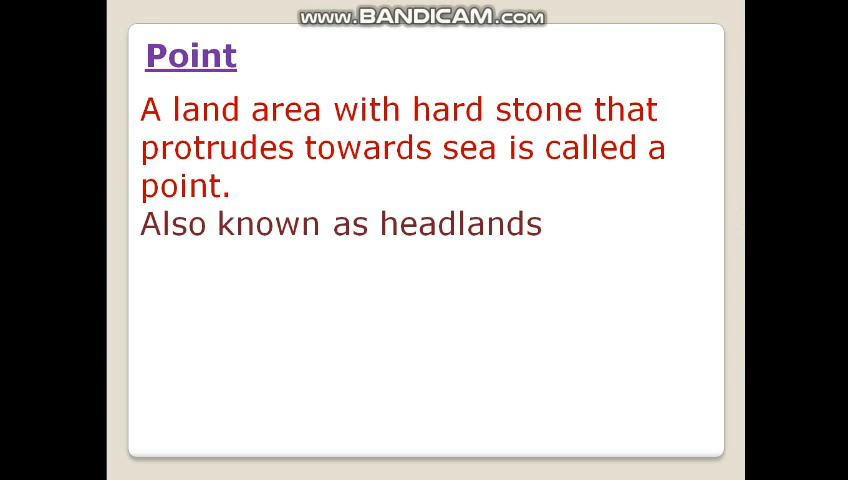 www.BANDICAM.com
Point
A land area with hard stone that
protrudes towards sea is called a
point.
Also known as headlands